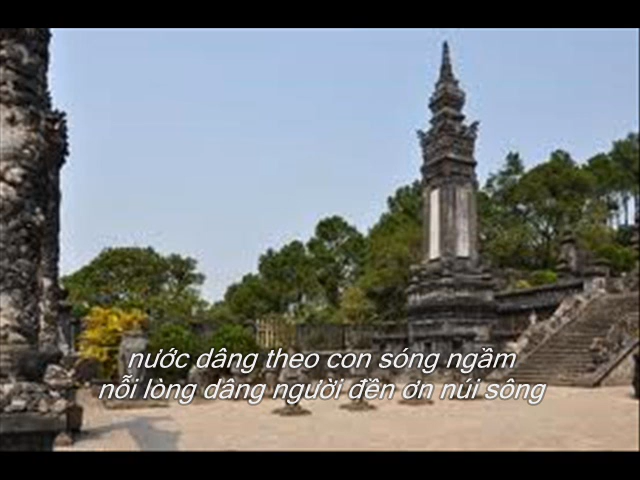 nước dâng theo con sóng ngầm
nỗi lòng dâng người đền ơn núi sông